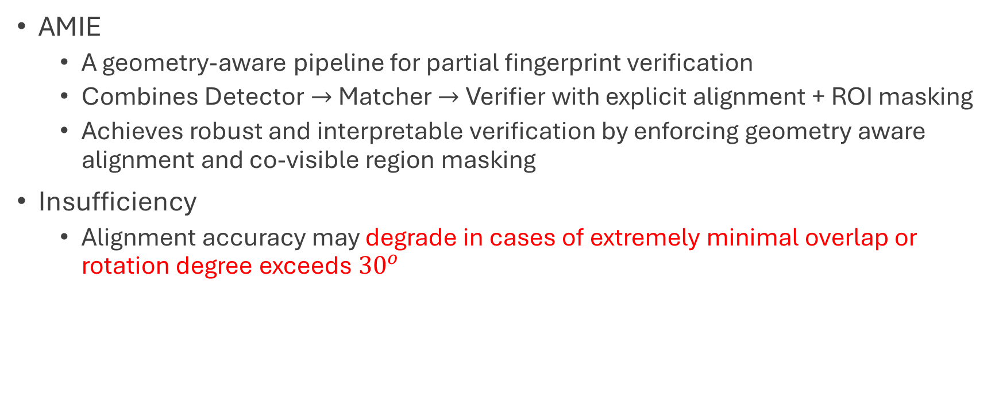 • AMIE
• A geometry-aware pipeline for partial fingerprint verification
• Combines Detector → Matcher → Verifier with explicit alignment + ROI masking
• Achieves robust and interpretable verification by enforcing geometry aware
alignment and co-visible region masking
• Insufficiency
• Alignment accuracy may degrade in cases of extremely minimal overlap or
rotation degree exceeds 30ᵒ